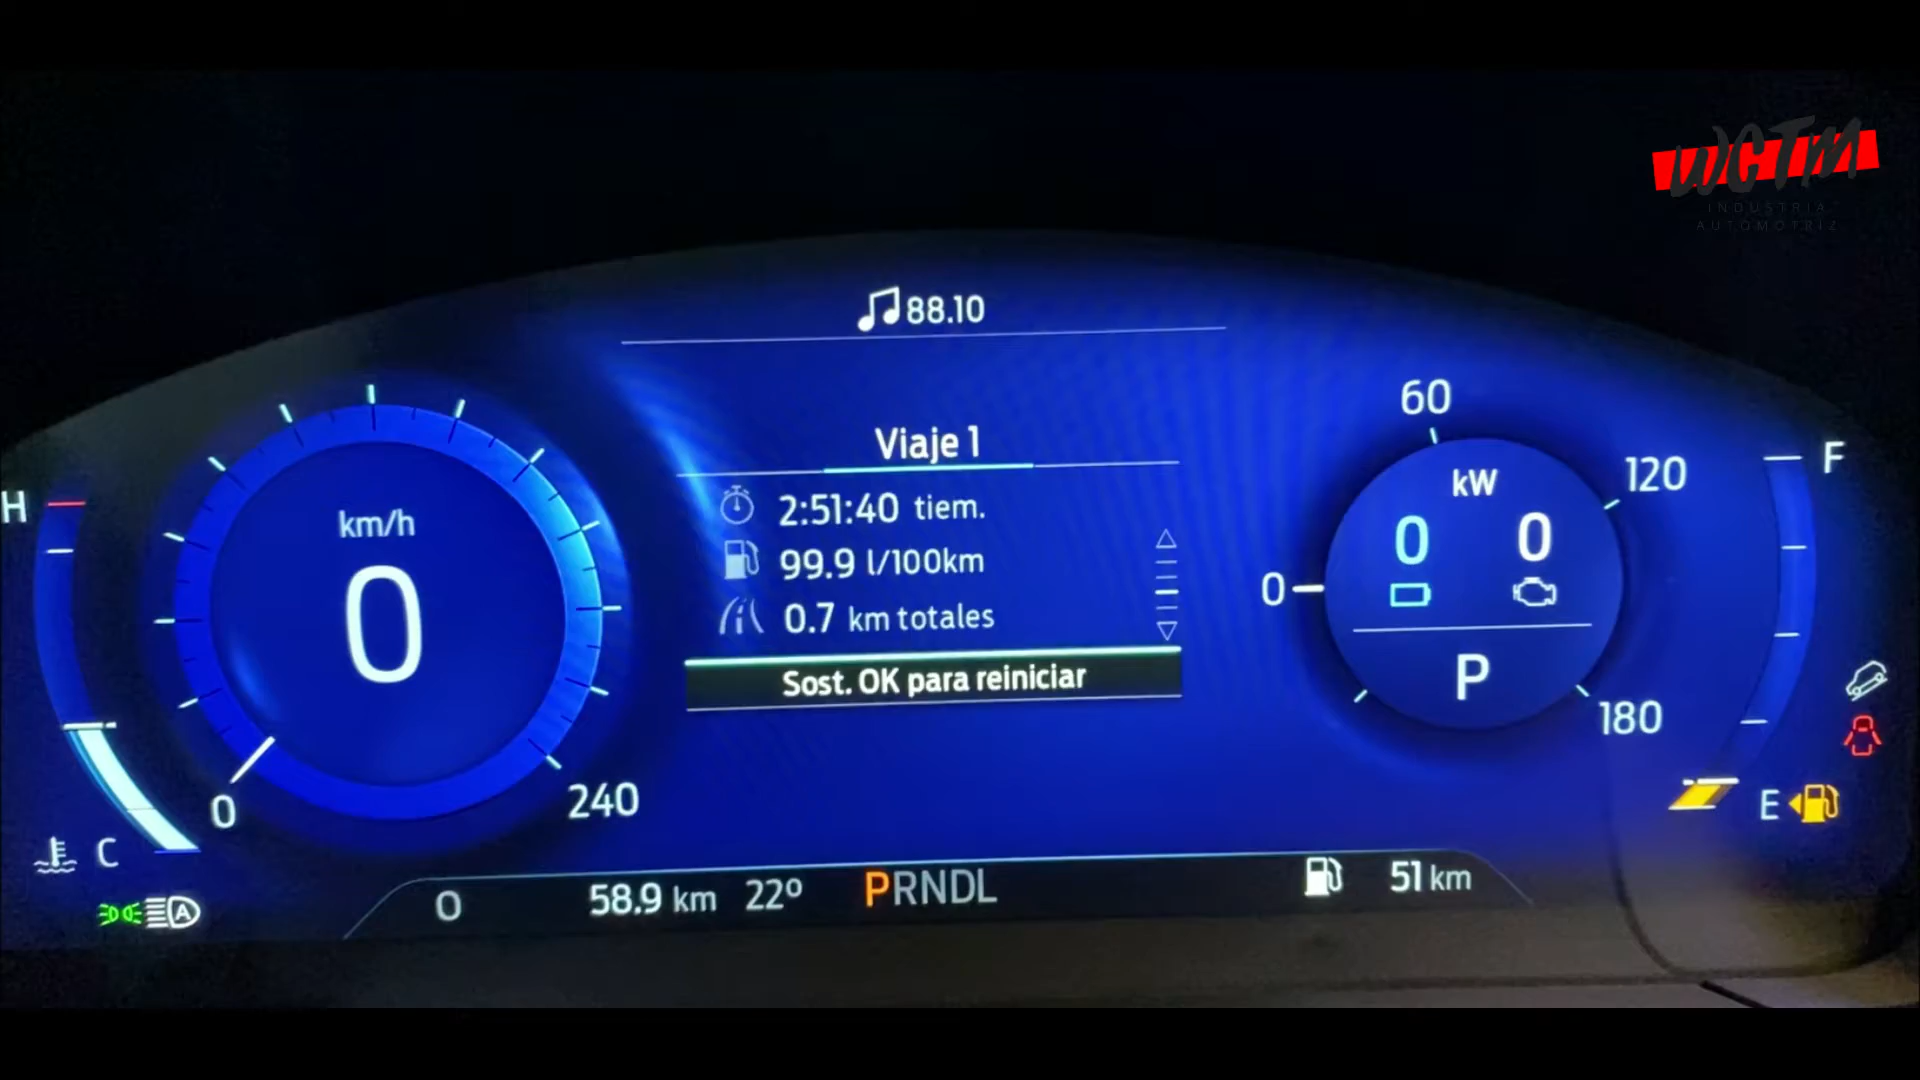 WCTM
INDUSTRIA
AUTOMOTRIZ
88.10
Viaje 1
2:51:40 tiem.
99.9 l/100km
0.7 km totales
Sost. OK para reiniciar
H
C
km/h
0
0
240
60
120
180
0
kW
0 0
P
F
E
A
0
58.9 km
22º
PRNDL
51 km